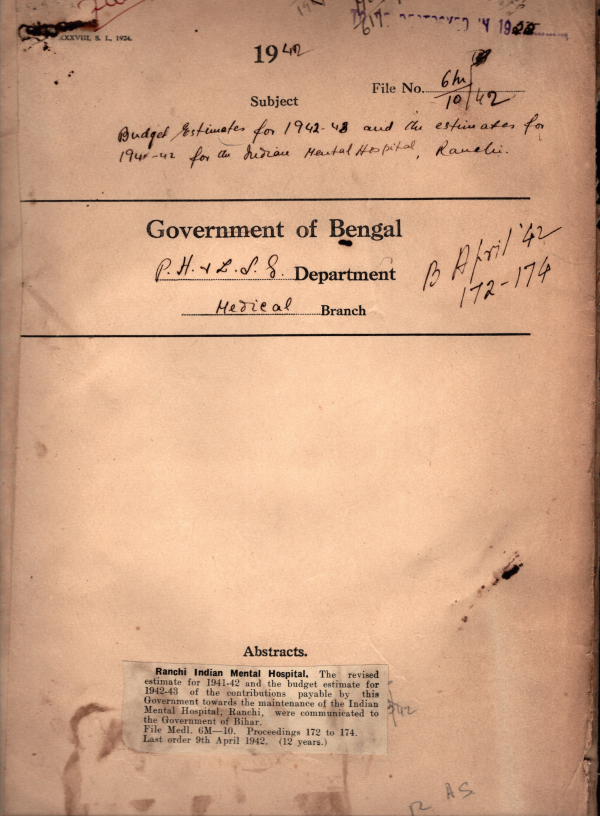 XXXVIII, S. I., 1924.
1942
File No. 6M/10/42
Subject
Budget Estimates for 1942-43 and the estimates for
1941-42 for the Indian Mental Hospital, Ranchi.
Government of Bengal
P. H. & L. S. G. Department
Medical Branch
B April '42
172-174
Abstracts.
Ranchi Indian Mental Hospital. The revised
estimate for 1941-42 and the budget estimate for
1942-43 of the contributions payable by this
Government towards the maintenance of the Indian
Mental Hospital, Ranchi, were communicated to
the Government of Bihar.
File Medl. 6M—10. Proceedings 172 to 174.
Last order 9th April 1942. (12 years.)
R AS